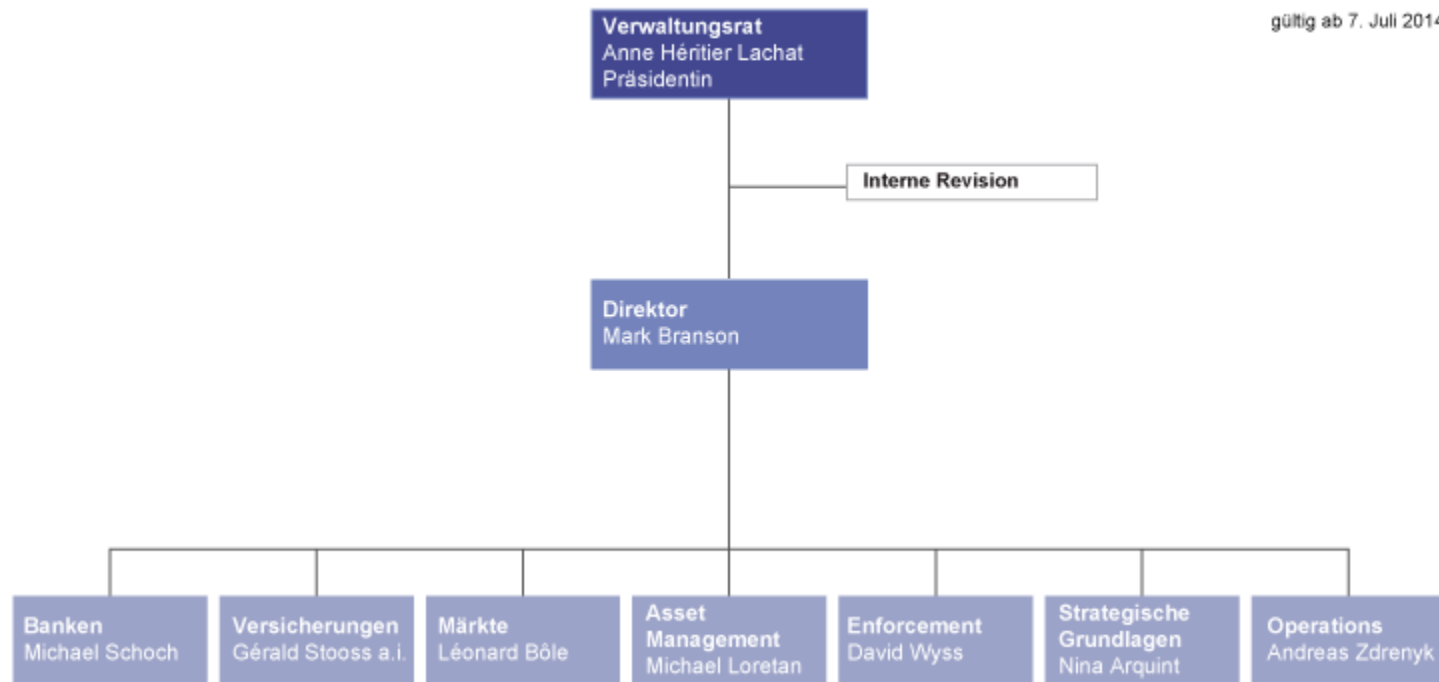 gültig ab 7. Juli 2014
Verwaltungsrat
Anne Héritier Lachat
Präsidentin
Interne Revision
Direktor
Mark Branson
Banken
Michael Schoch
Versicherungen
Gérald Stooss a.i.
Märkte
Léonard Bôle
Asset
Management
Michael Loretan
Enforcement
David Wyss
Strategische
Grundlagen
Nina Arquint
Operations
Andreas Zdrenyk